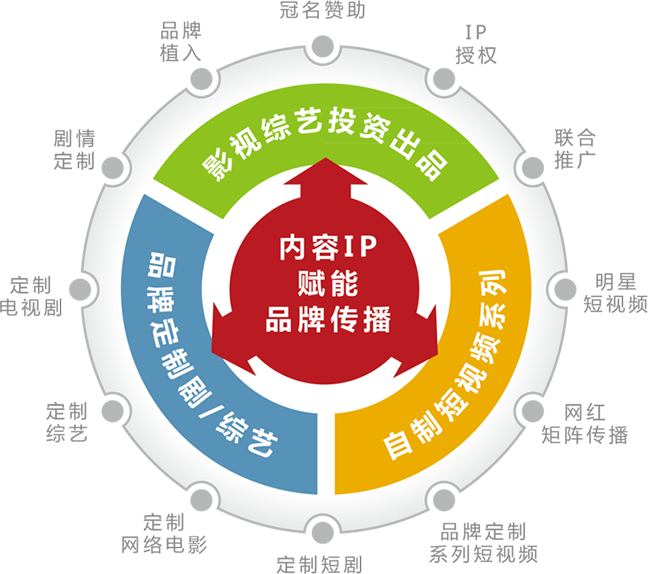 冠名赞助
IP
授权
联合
推广
明星
短视频
网红
矩阵传播
品牌定制
系列短视频
定制短剧
定制
网络电影
定制
综艺
定制
电视剧
剧情
定制
品牌
植入
影视综艺投资出品
自制短视频系列
品牌定制剧/综艺
内容IP
赋能
品牌传播